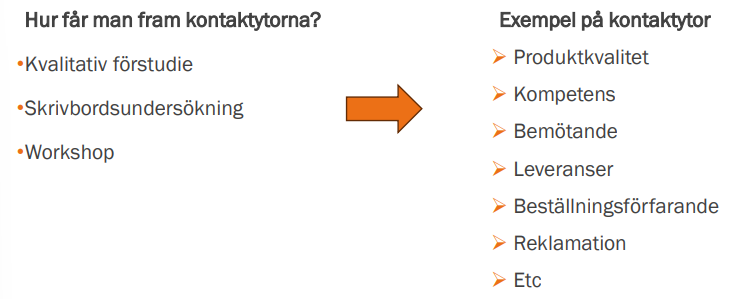 Hur får man fram kontaktytorna?
•Kvalitativ förstudie
•Skrivbordsundersökning
•Workshop
Exempel på kontaktytor
➢ Produktkvalitet
➢ Kompetens
➢ Bemötande
➢ Leveranser
➢ Beställningsförfarande
➢ Reklamation
➢ Etc